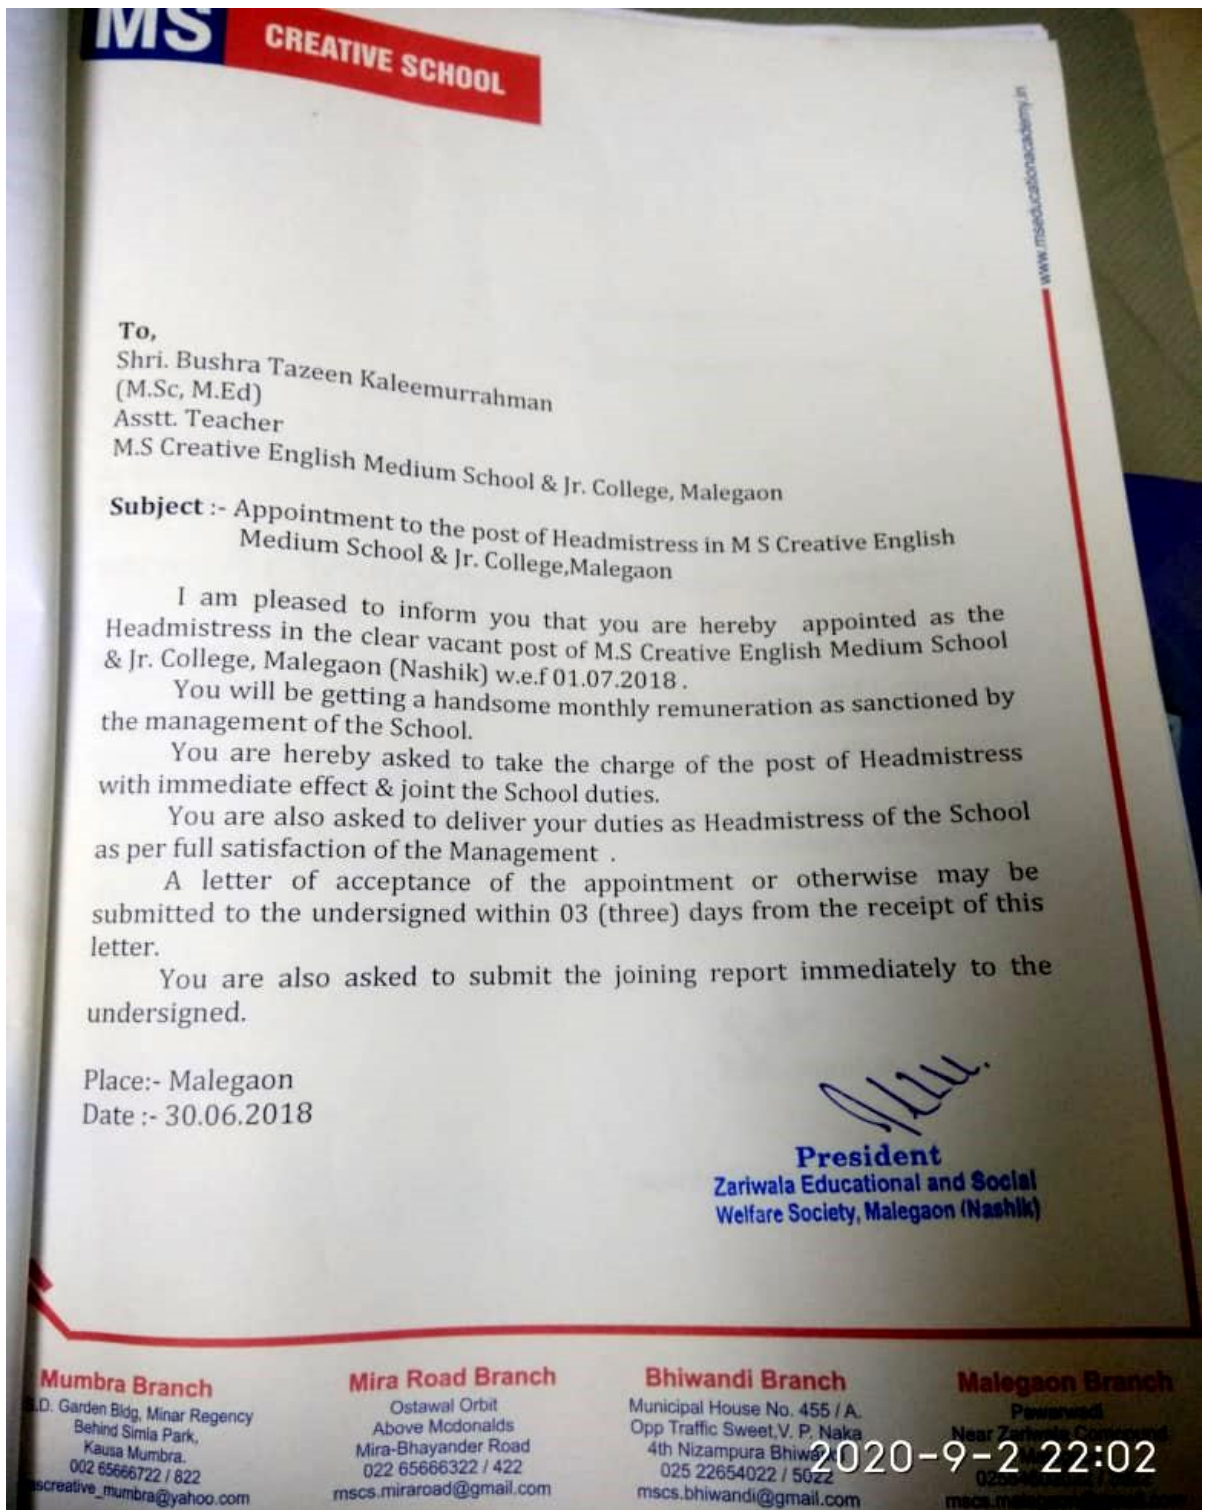 MS
CREATIVE SCHOOL
www.mseducationacademy.in
To,
Shri. Bushra Tazeen Kaleemurrahman
(M.Sc, M.Ed)
Asstt. Teacher
M.S Creative English Medium School & Jr. College, Malegaon
Subject :- Appointment to the post of Headmistress in M S Creative English
Medium School & Jr. College,Malegaon
I am pleased to inform you that you are hereby appointed as the
Headmistress in the clear vacant post of M.S Creative English Medium School
& Jr. College, Malegaon (Nashik) w.e.f 01.07.2018 .
You will be getting a handsome monthly remuneration as sanctioned by
the management of the School.
You are hereby asked to take the charge of the post of Headmistress
with immediate effect & joint the School duties.
You are also asked to deliver your duties as Headmistress of the School
as per full satisfaction of the Management .
A letter of acceptance of the appointment or otherwise may be
submitted to the undersigned within 03 (three) days from the receipt of this
letter.
You are also asked to submit the joining report immediately to the
undersigned.
Place:- Malegaon
Date :- 30.06.2018
President
Zariwala Educational and Social
Welfare Society, Malegaon (Nashik)
Mumbra Branch
.D. Garden Bldg, Minar Regency
Behind Simla Park,
Kausa Mumbra.
002 65666722 / 822
screative_mumbra@yahoo.com
Mira Road Branch
Ostawal Orbit
Above Mcdonalds
Mira-Bhayander Road
022 65666322 / 422
mscs.miraroad@gmail.com
Bhiwandi Branch
Municipal House No. 455 / A.
Opp Traffic Sweet,V. P. Naka
4th Nizampura
025 22654022 / 5022
mscs.bhiwandi@gmail.com
Malegaon Branch
Pawarwadi
Near Zariwala Compound
2020-9-2 22:02